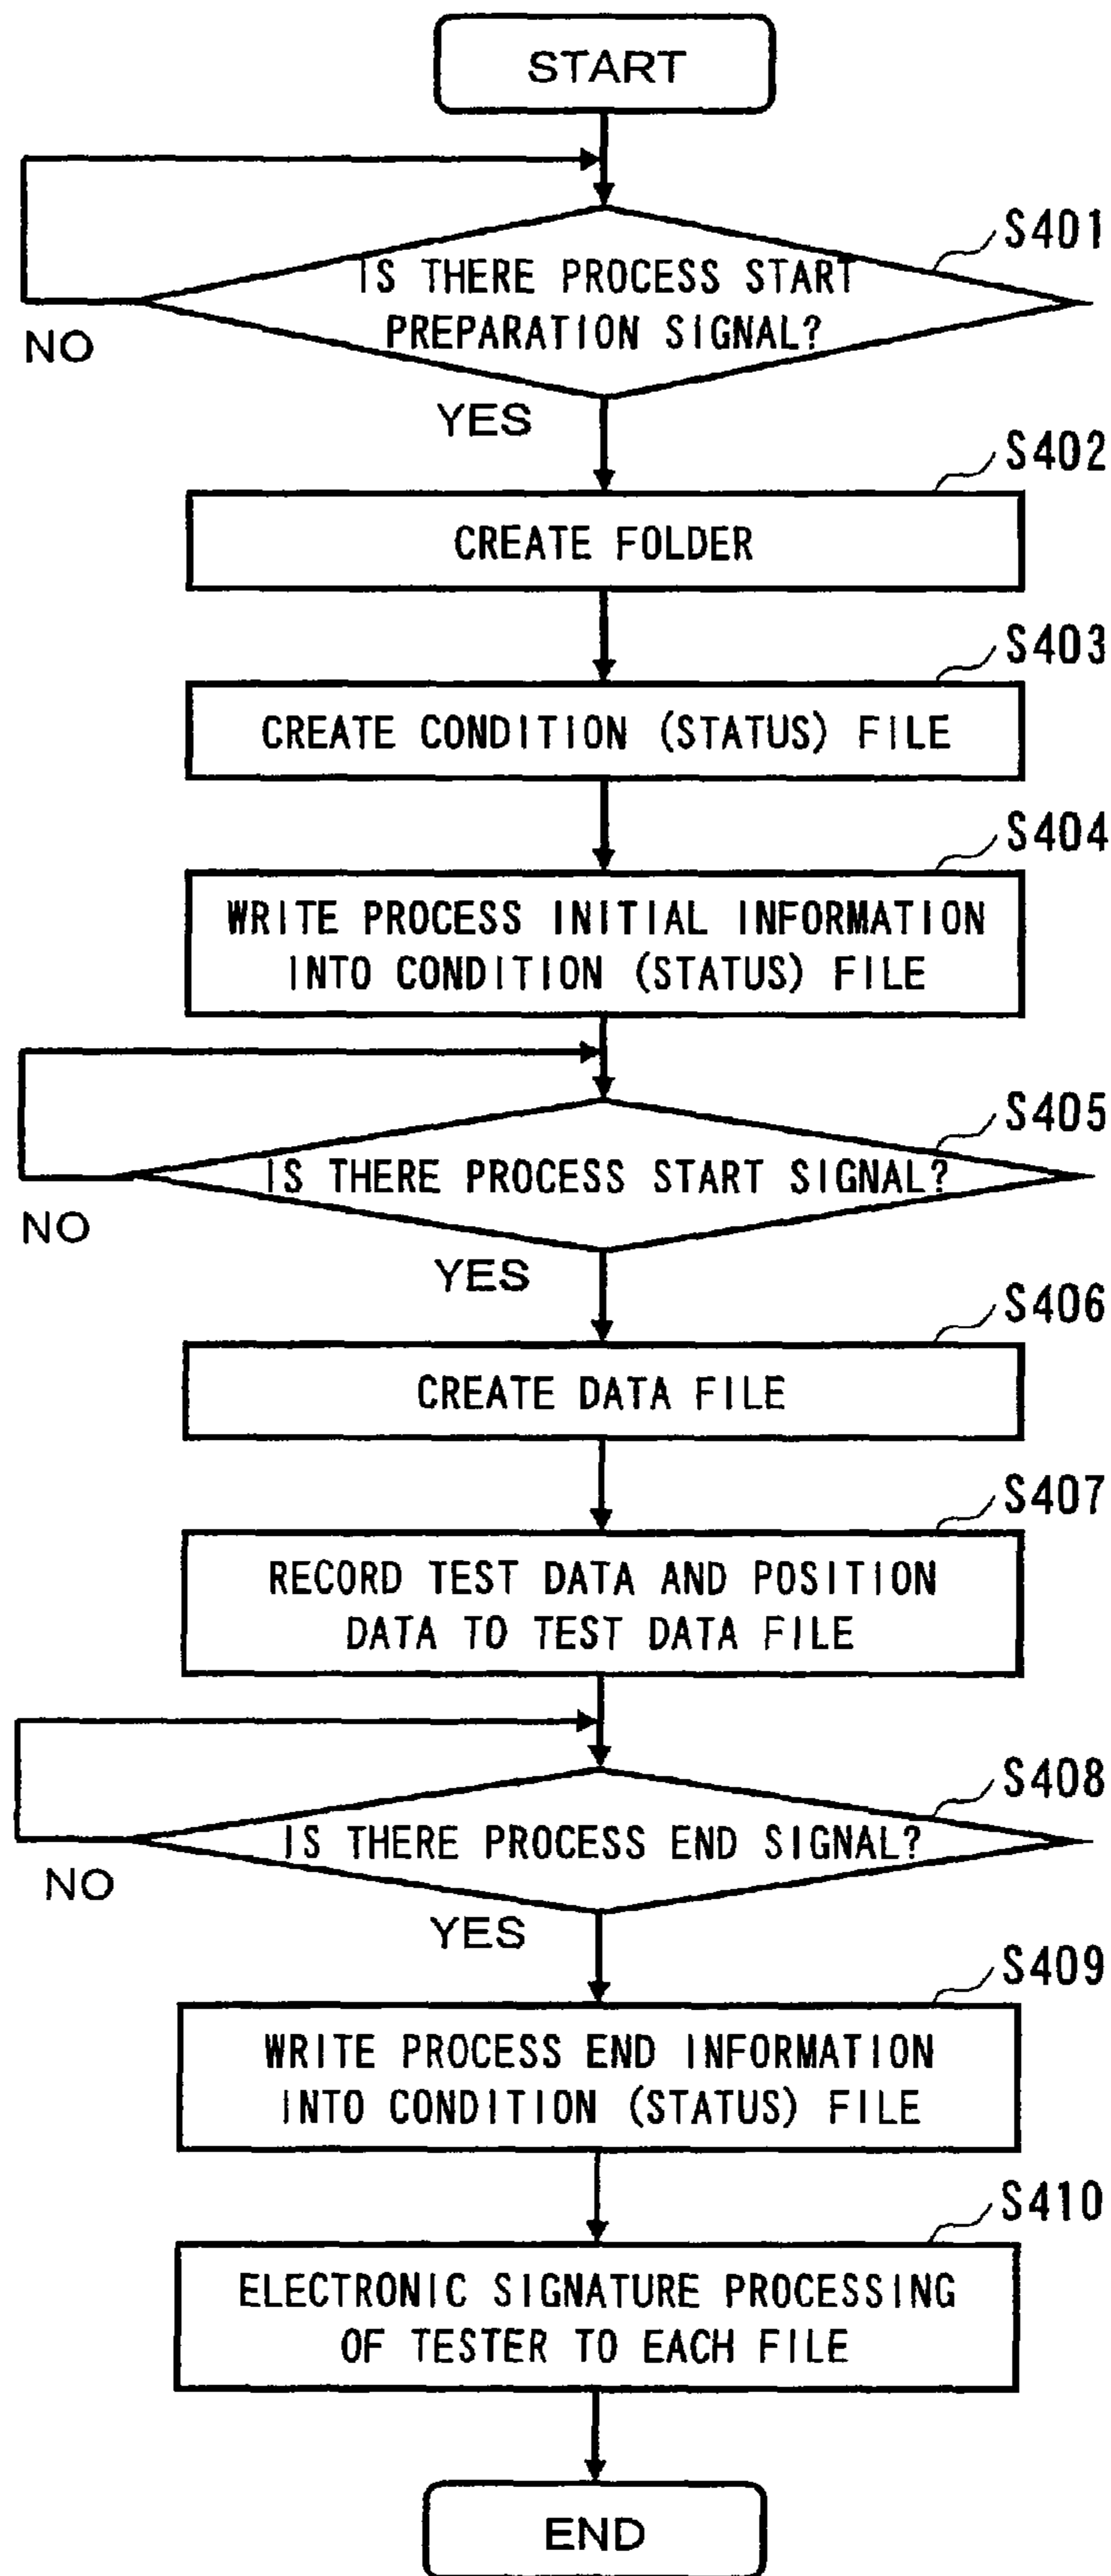 START
S401
IS THERE PROCESS START
PREPARATION SIGNAL?
NO
YES
S402
CREATE FOLDER
S403
CREATE CONDITION (STATUS) FILE
S404
WRITE PROCESS INITIAL INFORMATION
INTO CONDITION (STATUS) FILE
S405
IS THERE PROCESS START SIGNAL?
NO
YES
S406
CREATE DATA FILE
S407
RECORD TEST DATA AND POSITION
DATA TO TEST DATA FILE
S408
IS THERE PROCESS END SIGNAL?
NO
YES
S409
WRITE PROCESS END INFORMATION
INTO CONDITION (STATUS) FILE
S410
ELECTRONIC SIGNATURE PROCESSING
OF TESTER TO EACH FILE
END